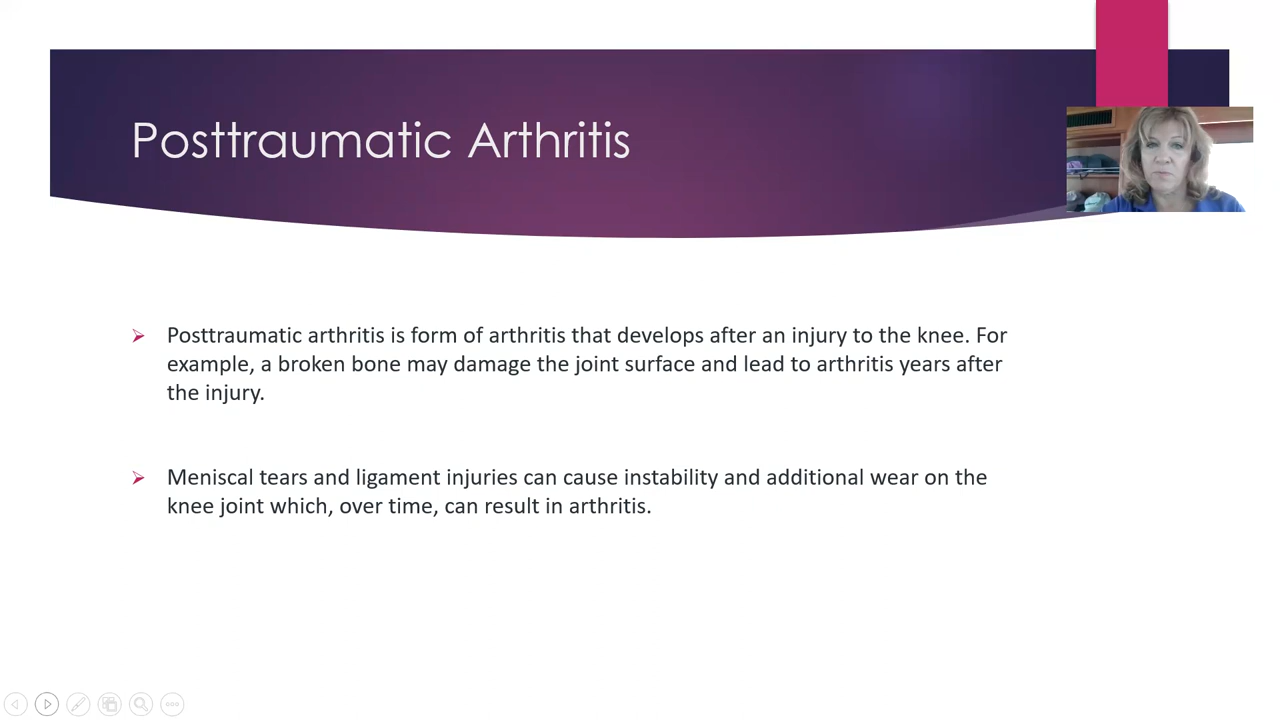 Posttraumatic Arthritis
Posttraumatic arthritis is form of arthritis that develops after an injury to the knee. For
example, a broken bone may damage the joint surface and lead to arthritis years after
the injury.
Meniscal tears and ligament injuries can cause instability and additional wear on the
knee joint which, over time, can result in arthritis.